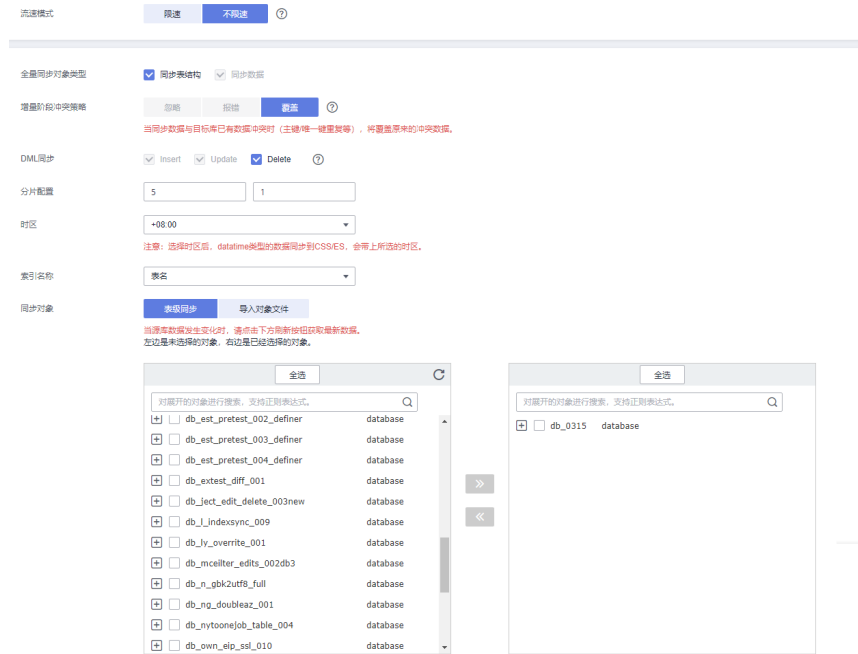 流速模式 限速 不限速
全量同步对象类型 同步表结构 同步数据
增量阶段冲突策略 忽略 报错 覆盖
当同步数据与目标库已有数据冲突时（主键/唯一键重复等），将覆盖原来的冲突数据。
DML同步 Insert Update Delete
分片配置 5 1
时区 +08:00
注意：选择时区后，datatime类型的数据同步到CSS/ES，会带上所选的时区。
索引名称 表名
同步对象 表级同步 导入对象文件
当源库数据发生变化时，请点击下方刷新按钮获取最新数据。
左边是未选择的对象，右边是已经选择的对象。
全选
对展开的对象进行搜索，支持正则表达式。
db_est_pretest_002_definer database
db_est_pretest_003_definer database
db_est_pretest_004_definer database
db_extest_diff_001 database
db_ject_edit_delete_003new database
db_l_indexsync_009 database
db_ly_overrite_001 database
db_mceilter_edits_002db3 database
db_n_gbk2utf8_full database
db_ng_doubleaz_001 database
db_nytoonejob_table_004 database
db_own_eip_ssl_010 database
全选
对展开的对象进行搜索，支持正则表达式。
db_0315 database